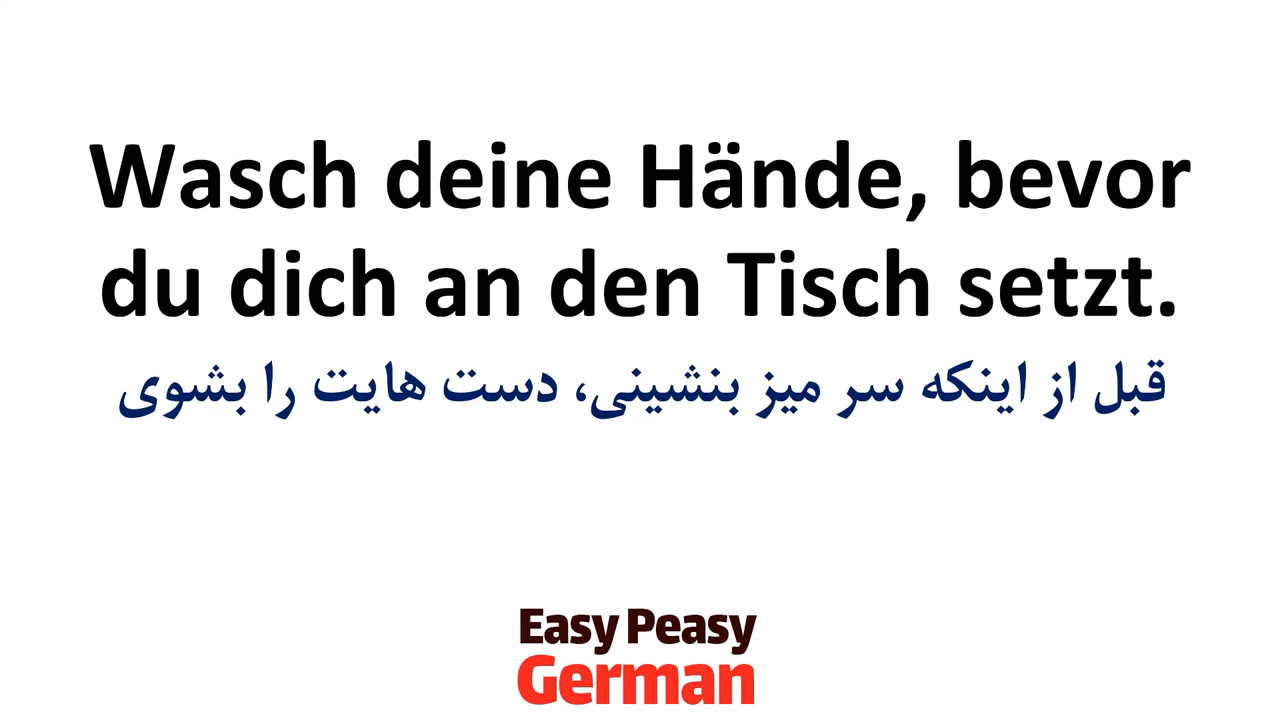 Wasch deine Hände, bevor
du dich an den Tisch setzt.
قبل از اینکه سر میز بنشینی، دست هایت را بشوی
Easy Peasy
German